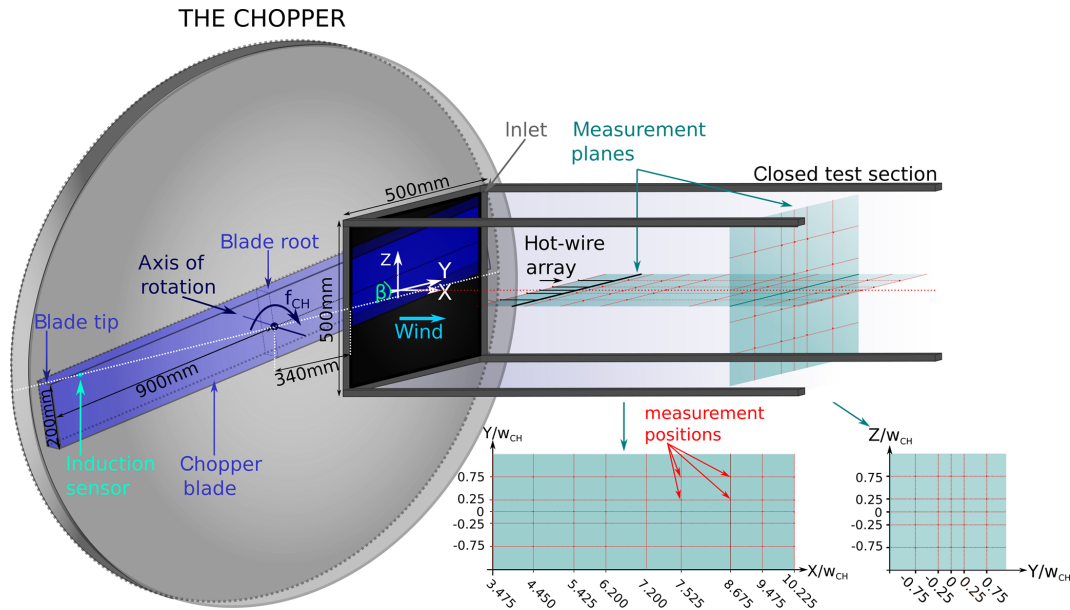 THE CHOPPER
Inlet
Measurement
planes
Closed test section
500mm
Blade root
Axis of
rotation
f_CH
Z
Y
X
β
Wind
Hot-wire
array
500mm
340mm
900mm
Blade tip
200mm
Induction
sensor
Chopper
blade
measurement
positions
Y/w_CH
0.75
0.25
0
-0.25
-0.75
X/w_CH
3.475
4.450
5.425
6.200
7.200
7.525
8.675
9.475
10.225
Z/w_CH
0.75
0.25
0
-0.25
-0.75
Y/w_CH
-0.75
-0.25
0
0.25
0.75